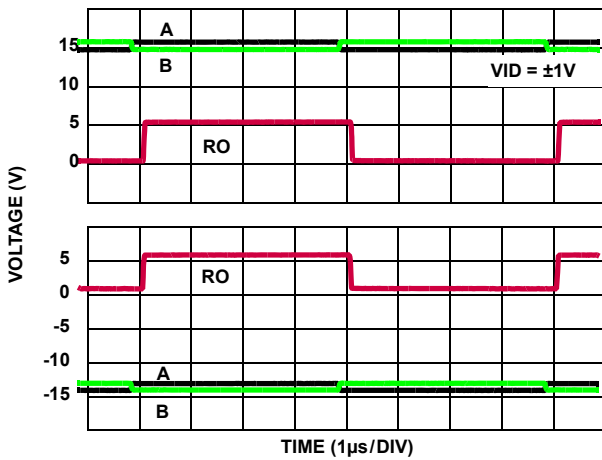 A
15
B
VID = ±1V
10
5
RO
0
VOLTAGE (V)
5
RO
0
-5
-10
A
-15
B
TIME (1µs/DIV)